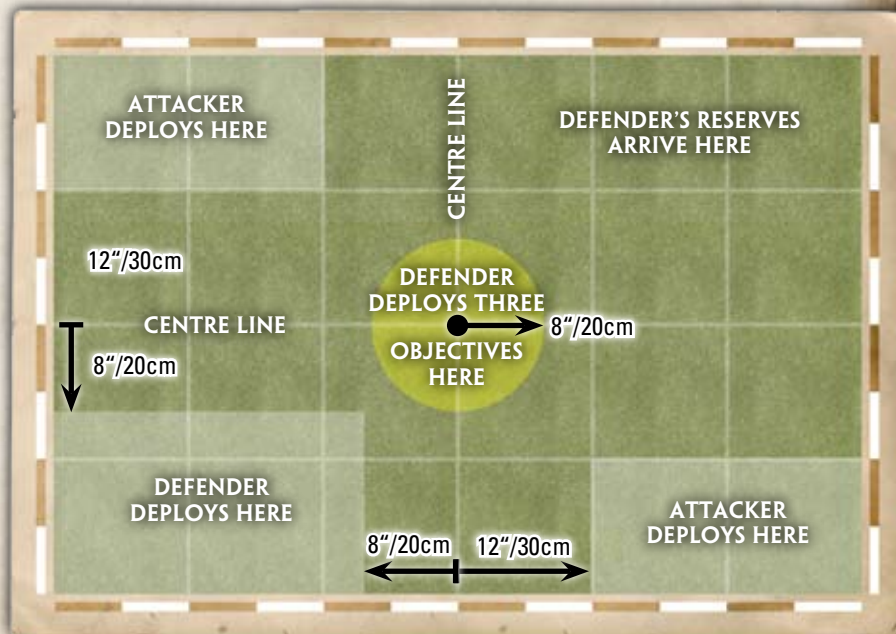 ATTACKER
DEPLOYS HERE
CENTRE LINE
DEFENDER'S RESERVES
ARRIVE HERE
12“/30cm
CENTRE LINE
8“/20cm
DEFENDER
DEPLOYS THREE
OBJECTIVES
HERE
8“/20cm
DEFENDER
DEPLOYS HERE
8“/20cm
12“/30cm
ATTACKER
DEPLOYS HERE